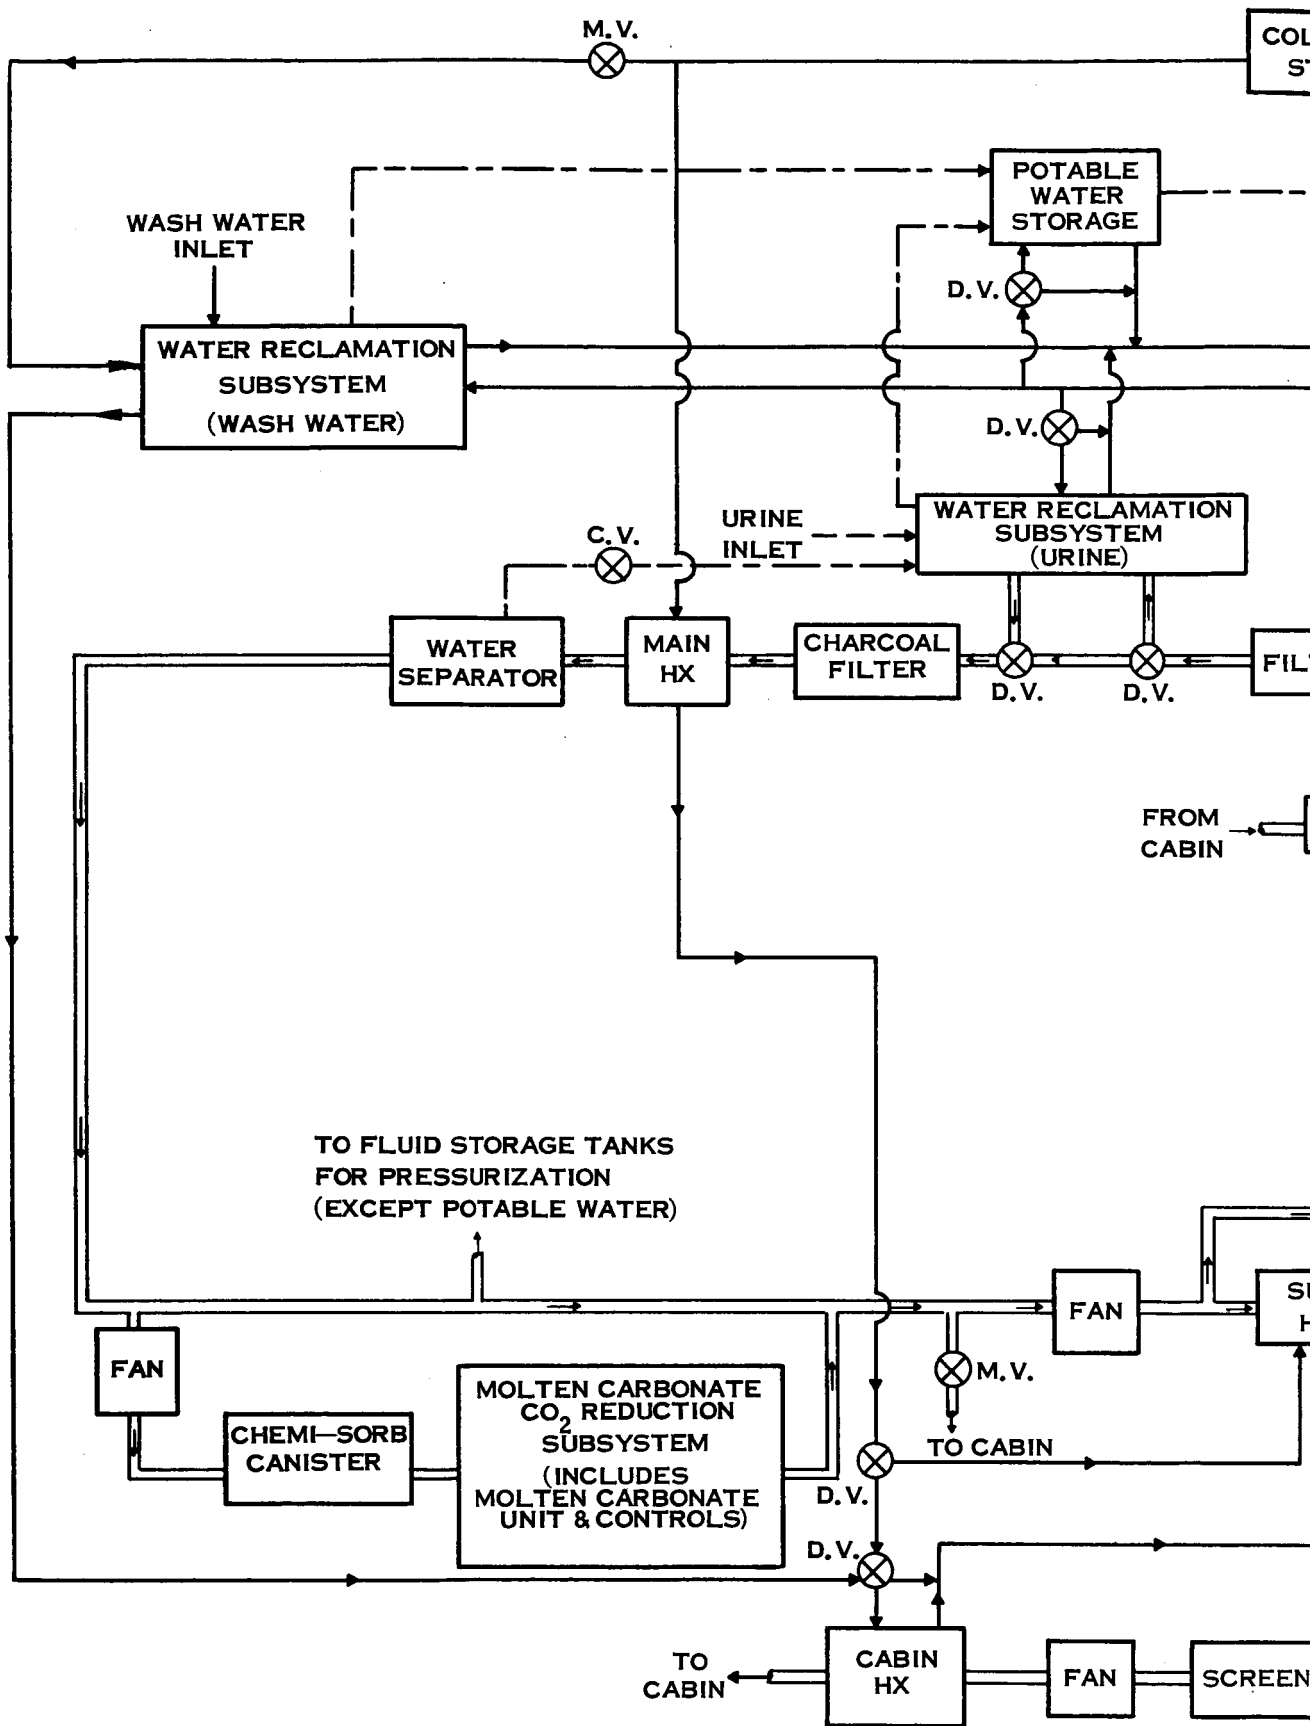 M.V.
COL
ST
POTABLE
WATER
STORAGE
WASH WATER
INLET
D.V.
WATER RECLAMATION
SUBSYSTEM
(WASH WATER)
D.V.
URINE
INLET
WATER RECLAMATION
SUBSYSTEM
(URINE)
C.V.
WATER
SEPARATOR
MAIN
HX
CHARCOAL
FILTER
D.V.
D.V.
FIL
FROM
CABIN
TO FLUID STORAGE TANKS
FOR PRESSURIZATION
(EXCEPT POTABLE WATER)
FAN
SU
H
FAN
M.V.
TO CABIN
CHEMI-SORB
CANISTER
MOLTEN CARBONATE
CO2 REDUCTION
SUBSYSTEM
(INCLUDES
MOLTEN CARBONATE
UNIT & CONTROLS)
D.V.
D.V.
TO
CABIN
CABIN
HX
FAN
SCREEN